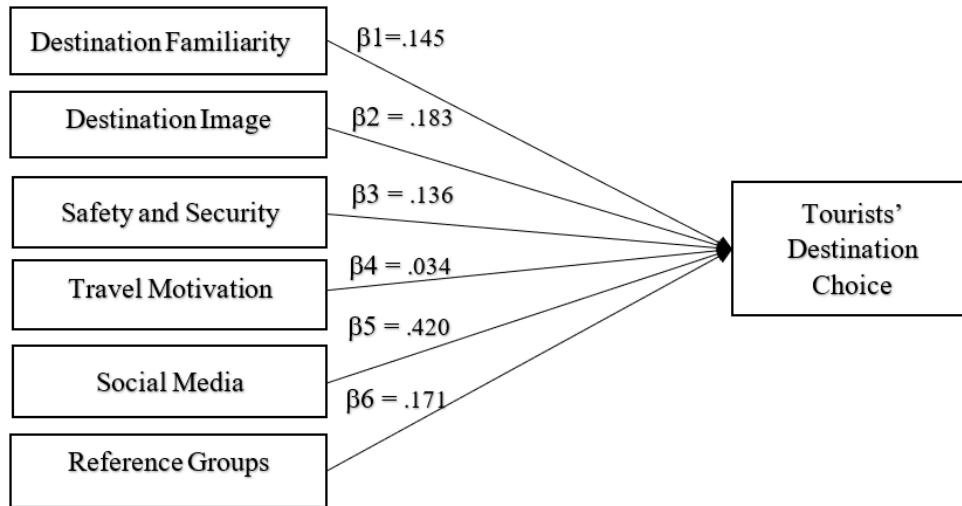 Destination Familiarity
β1=.145
Destination Image
β2 = .183
Safety and Security
β3 = .136
Travel Motivation
β4 = .034
Social Media
β5 = .420
Reference Groups
β6 = .171
Tourists’
Destination
Choice